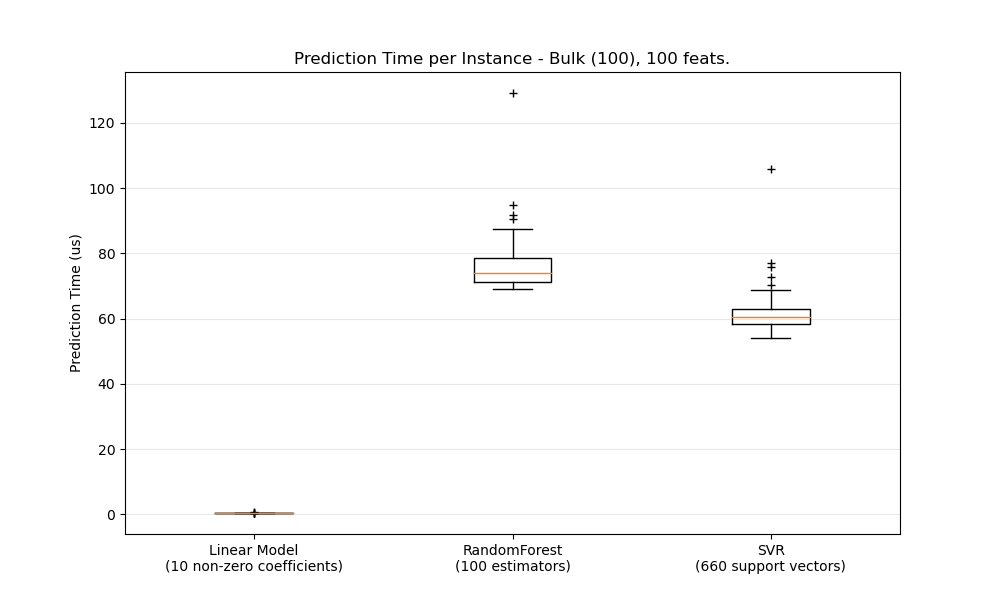 Prediction Time per Instance - Bulk (100), 100 feats.
Prediction Time (us)
120
100
80
60
40
20
0
Linear Model
(10 non-zero coefficients)
RandomForest
(100 estimators)
SVR
(660 support vectors)